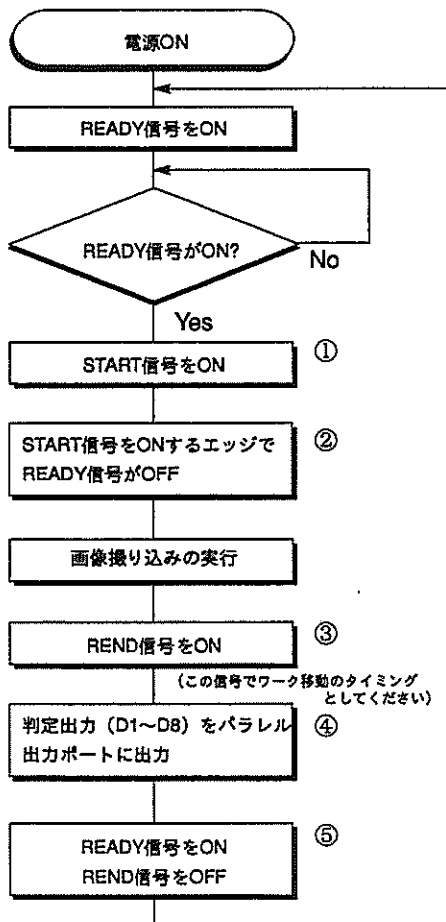 電源ON
READY信号をON
READY信号がON?
No
Yes
START信号をON
①
START信号をONするエッジで
READY信号がOFF
②
画像撮り込みの実行
REND信号をON
③
(この信号でワーク移動のタイミング
としてください)
判定出力(D1〜D8)をパラレル
出力ポートに出力
④
READY信号をON
REND信号をOFF
⑤